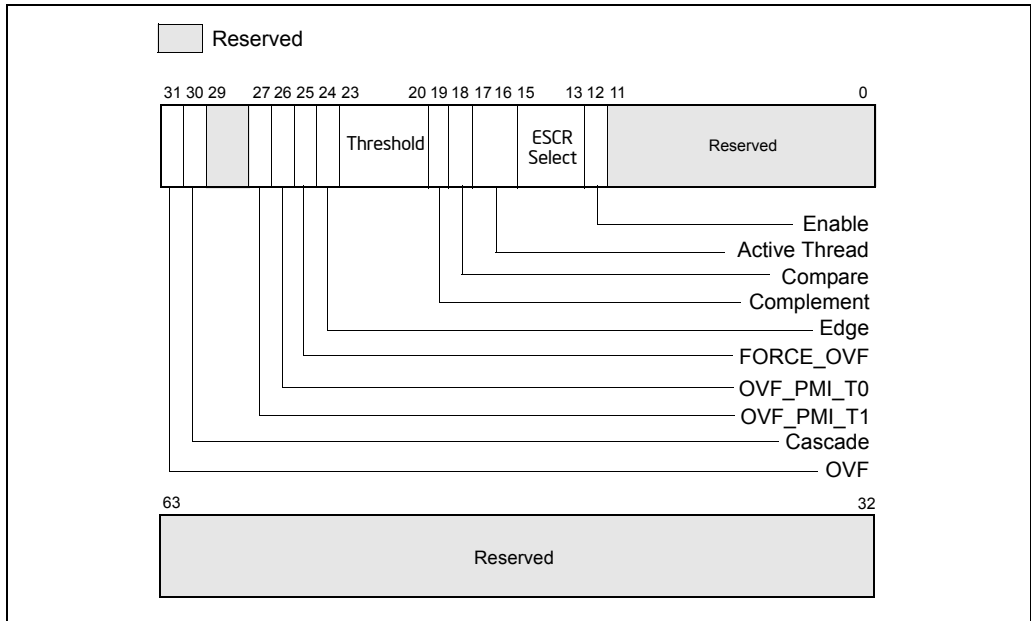 Reserved
31 30 29 27 26 25 24 23 20 19 18 17 16 15 13 12 11 0
Threshold
ESCR
Select
Reserved
Enable
Active Thread
Compare
Complement
Edge
FORCE_OVF
OVF_PMI_T0
OVF_PMI_T1
Cascade
OVF
63 32
Reserved